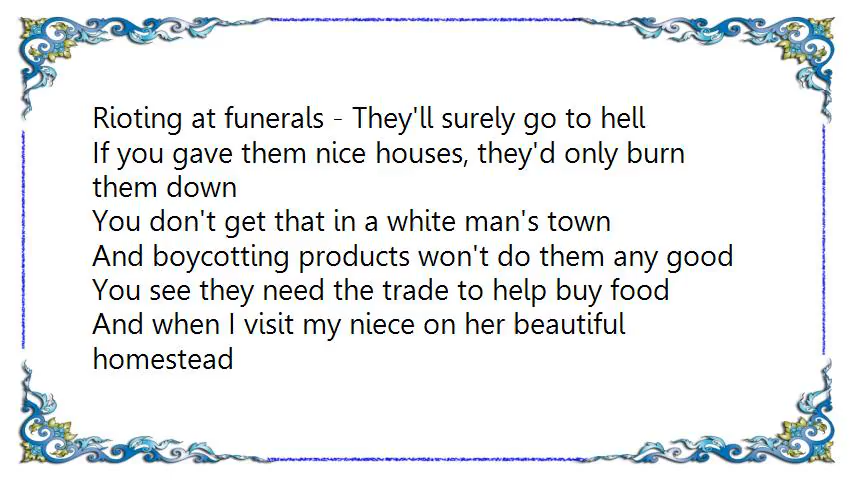 Rioting at funerals - They'll surely go to hell
If you gave them nice houses, they'd only burn
them down
You don't get that in a white man's town
And boycotting products won't do them any good
You see they need the trade to help buy food
And when I visit my niece on her beautiful
homestead